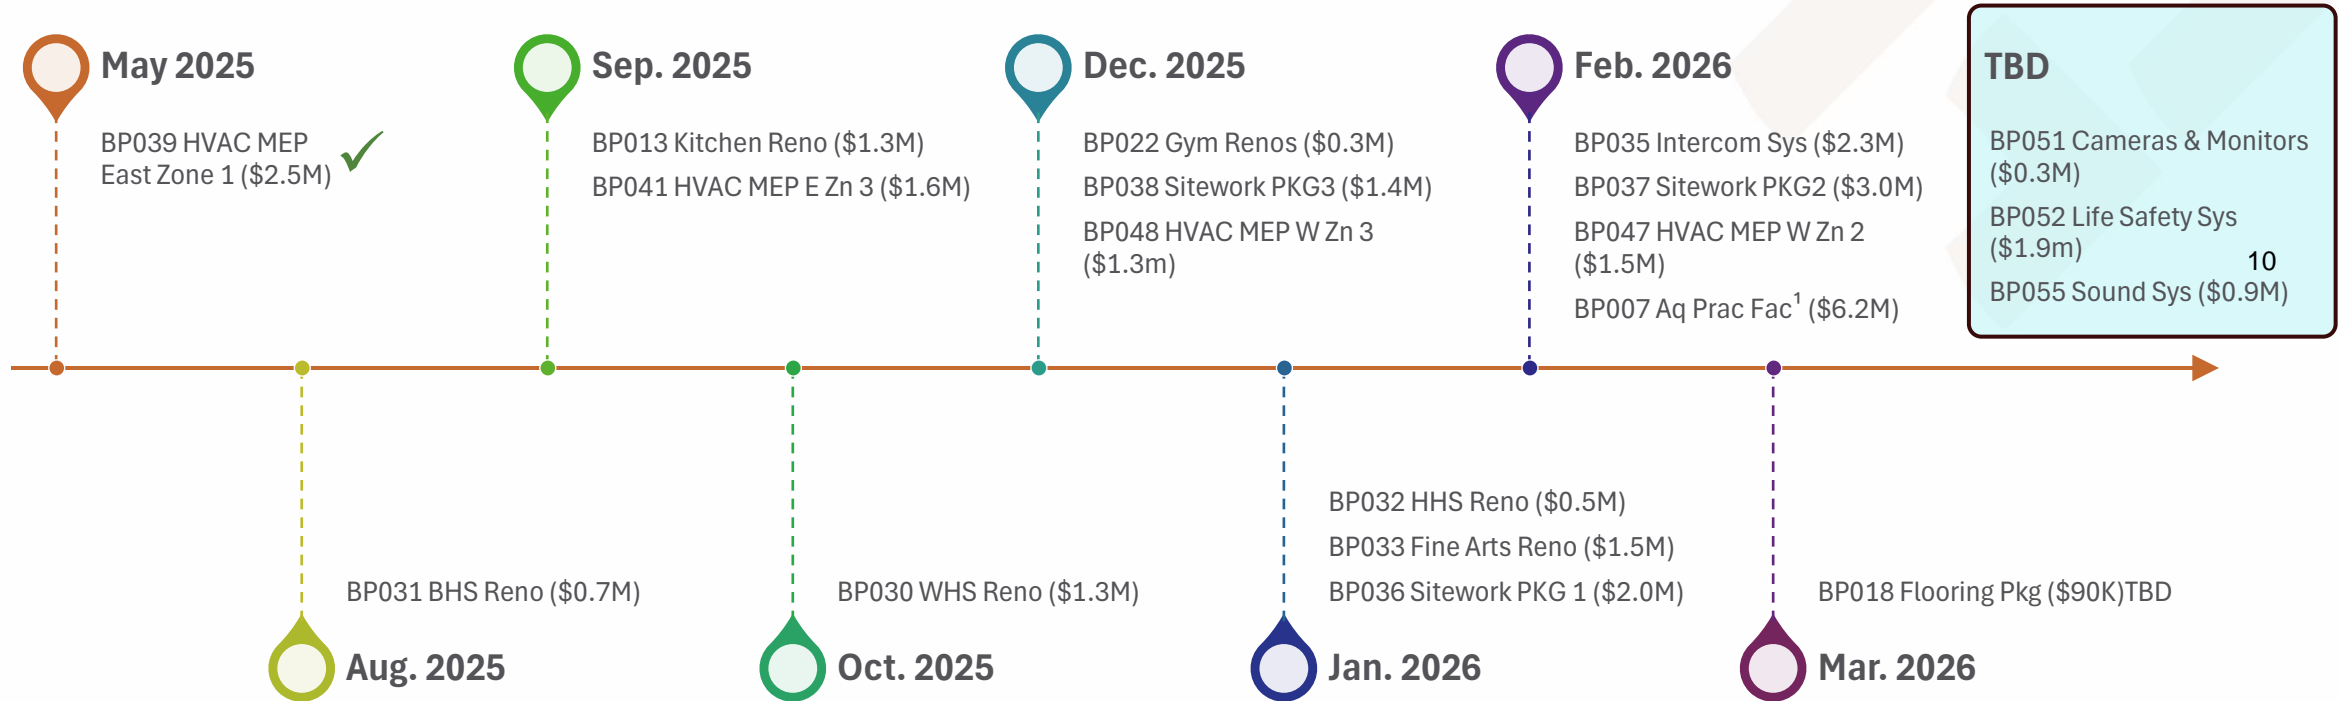 May 2025
BP039 HVAC MEP
East Zone 1 ($2.5M)
Sep. 2025
BP013 Kitchen Reno ($1.3M)
BP041 HVAC MEP E Zn 3 ($1.6M)
Dec. 2025
BP022 Gym Renos ($0.3M)
BP038 Sitework PKG3 ($1.4M)
BP048 HVAC MEP W Zn 3
($1.3m)
Feb. 2026
BP035 Intercom Sys ($2.3M)
BP037 Sitework PKG2 ($3.0M)
BP047 HVAC MEP W Zn 2
($1.5M)
BP007 Aq Prac Fac¹ ($6.2M)
TBD
BP051 Cameras & Monitors
($0.3M)
BP052 Life Safety Sys
($1.9m)
10
BP055 Sound Sys ($0.9M)
BP031 BHS Reno ($0.7M)
Aug. 2025
BP030 WHS Reno ($1.3M)
Oct. 2025
BP032 HHS Reno ($0.5M)
BP033 Fine Arts Reno ($1.5M)
BP036 Sitework PKG 1 ($2.0M)
Jan. 2026
BP018 Flooring Pkg ($90K)TBD
Mar. 2026